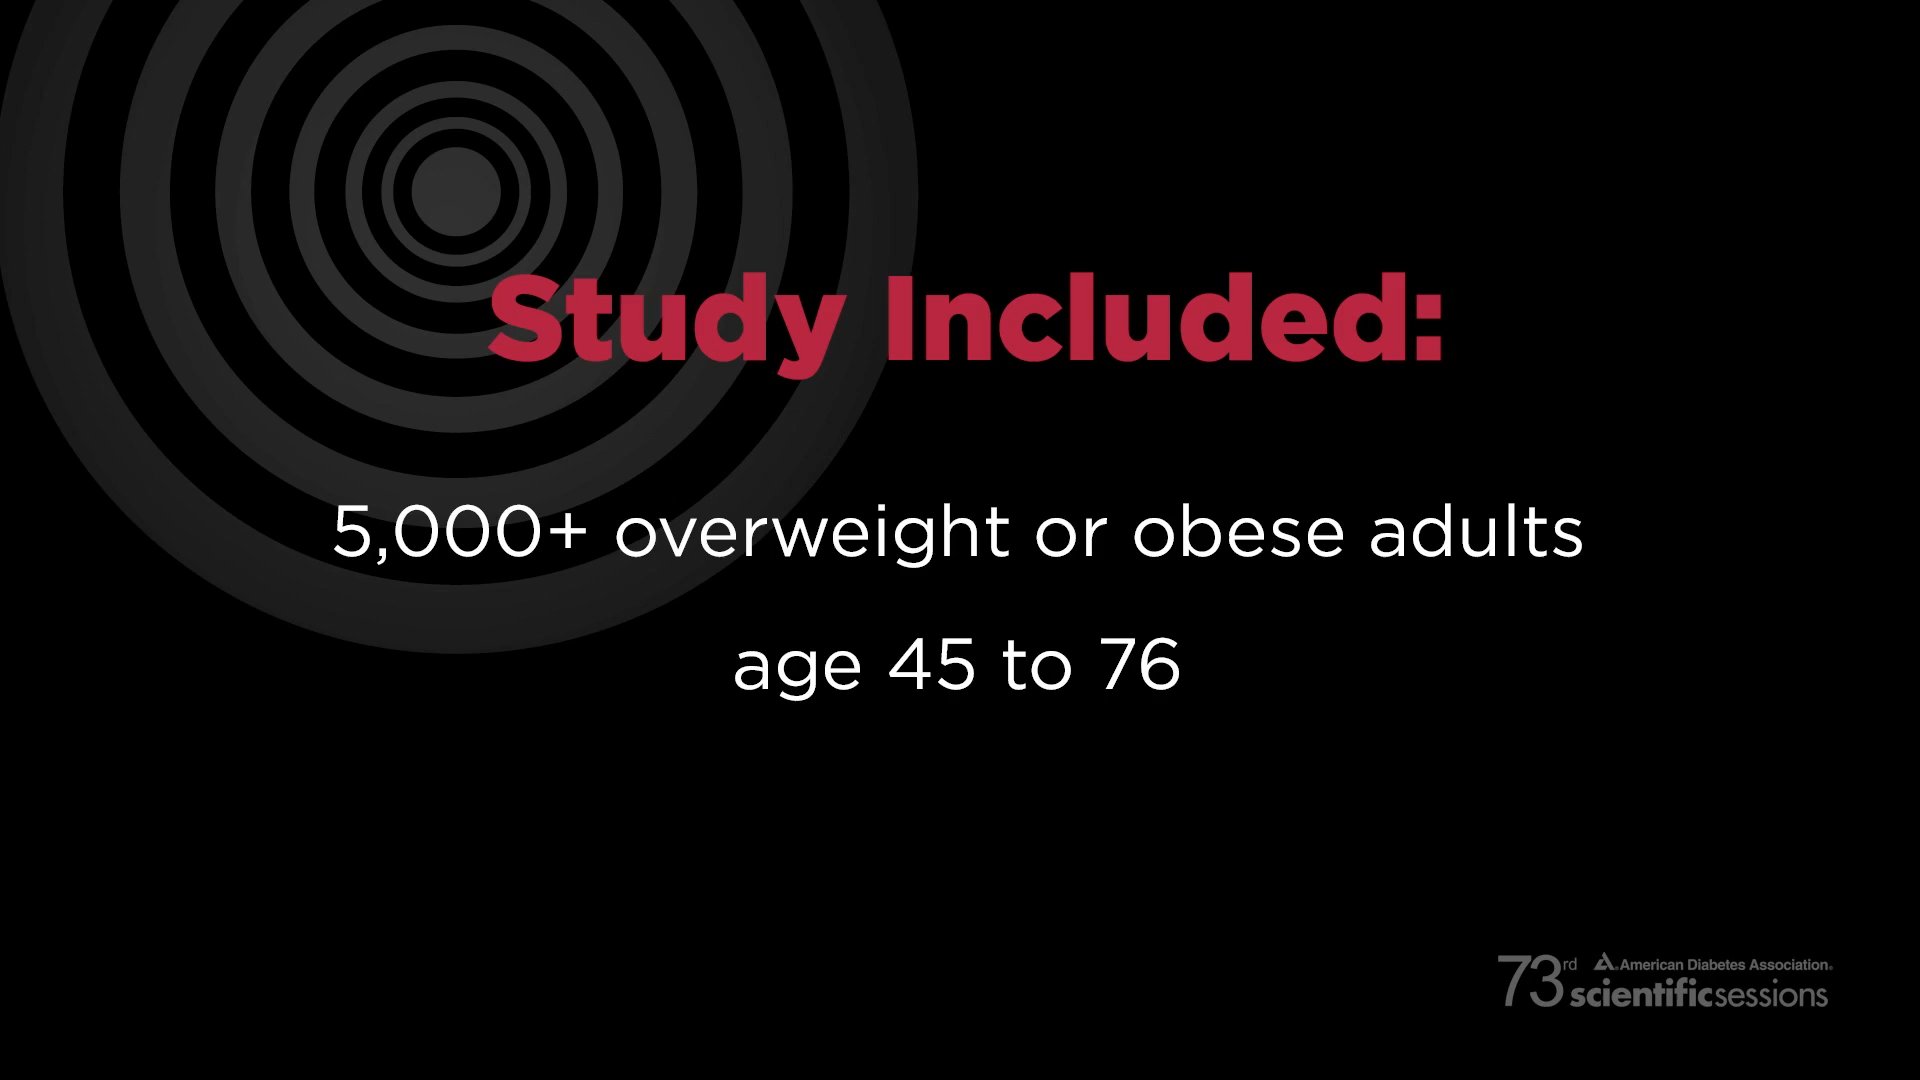 Study Included:
5,000+ overweight or obese adults
age 45 to 76
73rd American Diabetes Association®
scientificsessions